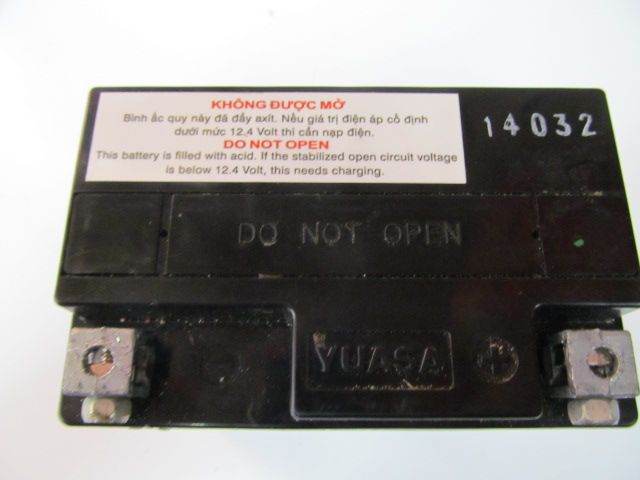 KHÔNG ĐƯỢC MỞ
Bình ắc quy này đã đầy axít. Nếu giá trị điện áp cố định
dưới mức 12.4 Volt thì cần nạp điện.
DO NOT OPEN
This battery is filled with acid. If the stabilized open circuit voltage
is below 12.4 Volt, this needs charging.
14032
DO NOT OPEN
YUASA